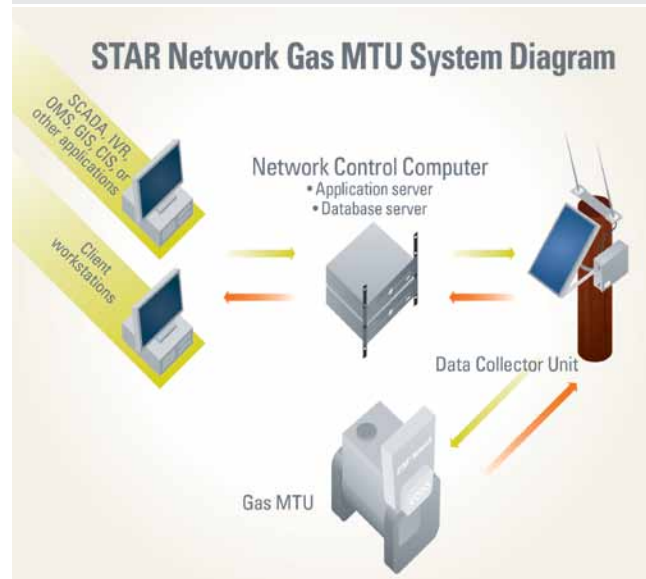 STAR Network Gas MTU System Diagram
SCADA, IVR,
OMS, GIS, CIS, or
other applications
Network Control Computer
• Application server
• Database server
Client
workstations
Data Collector Unit
Gas MTU